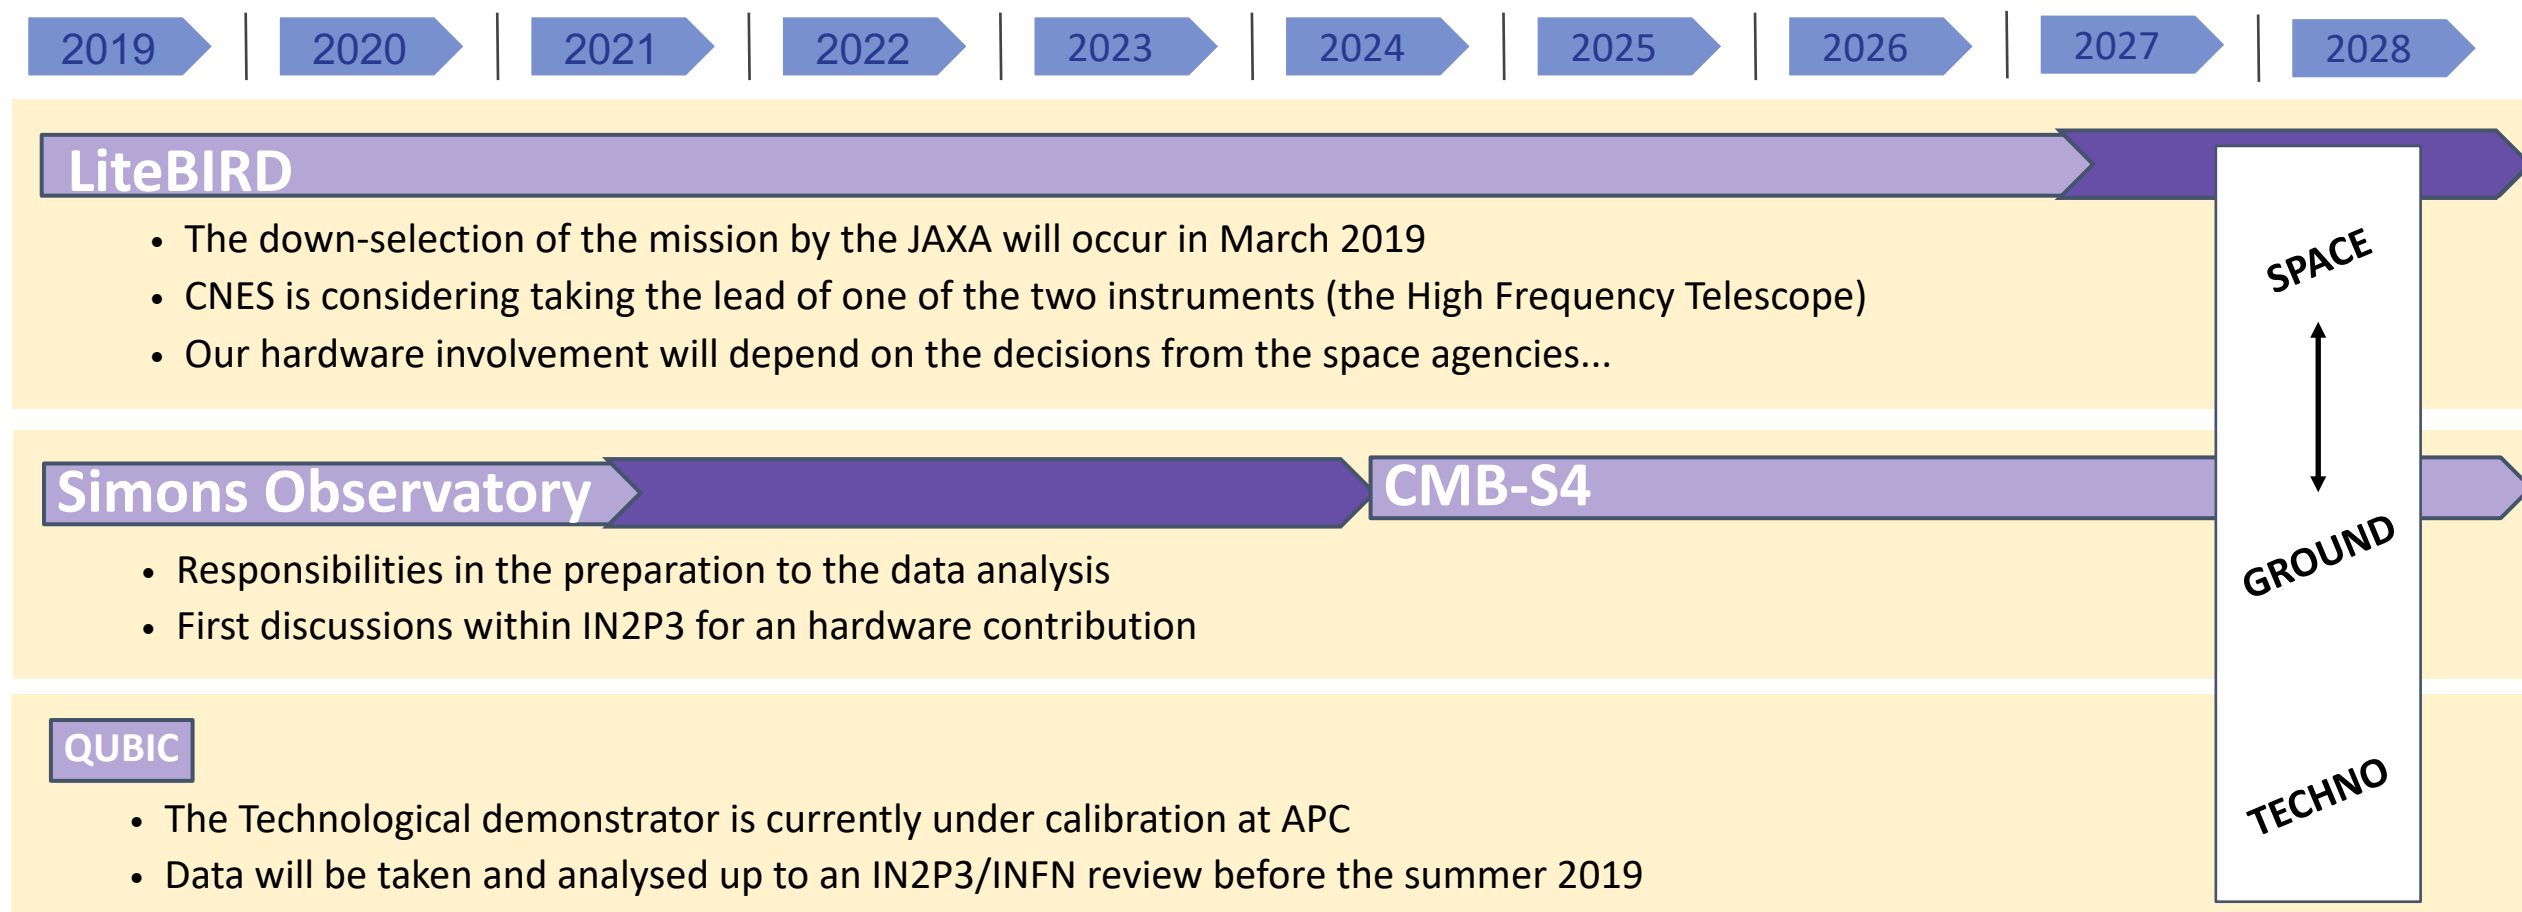 2019 2020 2021 2022 2023 2024 2025 2026 2027 2028
LiteBIRD
• The down-selection of the mission by the JAXA will occur in March 2019
• CNES is considering taking the lead of one of the two instruments (the High Frequency Telescope)
• Our hardware involvement will depend on the decisions from the space agencies...
SPACE
Simons Observatory
CMB-S4
• Responsibilities in the preparation to the data analysis
• First discussions within IN2P3 for an hardware contribution
GROUND
QUBIC
• The Technological demonstrator is currently under calibration at APC
• Data will be taken and analysed up to an IN2P3/INFN review before the summer 2019
TECHNO